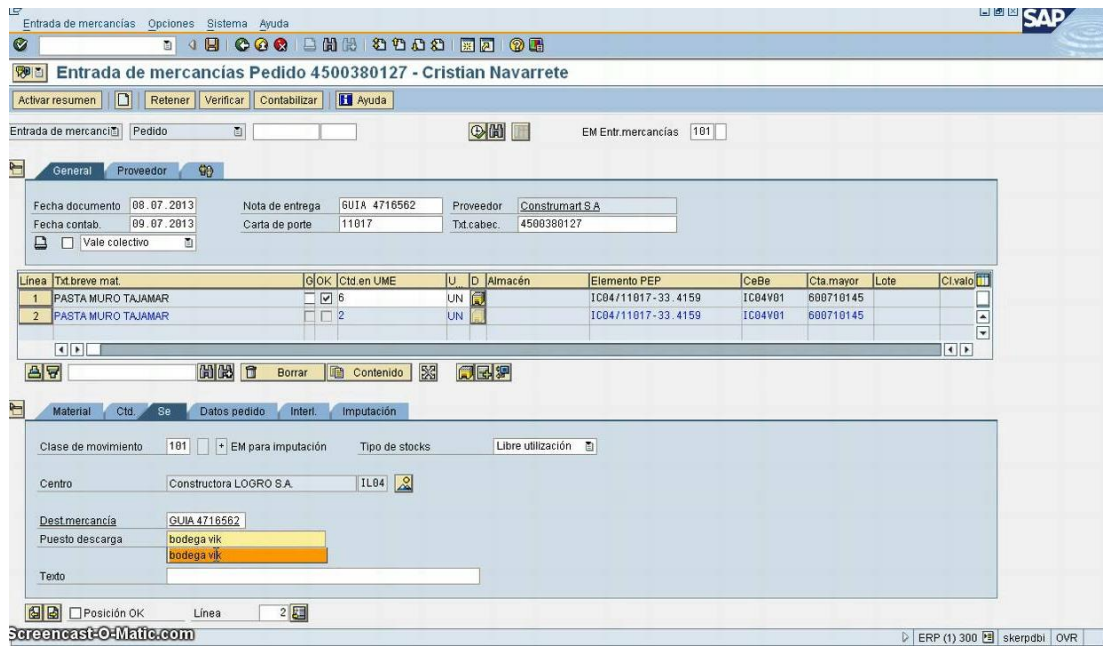 Entrada de mercancías Opciones Sistema Ayuda
SAP
Entrada de mercancías Pedido 4500380127 - Cristian Navarrete
Activar resumen Retener Verificar Contabilizar Ayuda
Entrada de mercancí Pedido EM Entr.mercancías 101
General Proveedor
Fecha documento 08.07.2013 Nota de entrega GUIA 4716562 Proveedor Construmart S A
Fecha contab. 09.07.2013 Carta de porte 11017 Txt.cabec. 4500380127
Vale colectivo
Línea Txt.breve mat. G OK Ctd.en UME U... D Almacén Elemento PEP CeBe Cta.mayor Lote Cl.valo
1 PASTA MURO TAJAMAR 6 UN IC04/11017-33.4159 IC04V01 600710145
2 PASTA MURO TAJAMAR 2 UN IC04/11017-33.4159 IC04V01 600710145
Borrar Contenido
Material Ctd. Se Datos pedido Interl. Imputación
Clase de movimiento 101 + EM para imputación Tipo de stocks Libre utilización
Centro Constructora LOGRO S.A. IL04
Dest.mercancía GUIA 4716562
Puesto descarga bodega vik
bodega vik
Texto
Posición OK Línea 2
Screencast-O-Matic.com
ERP (1) 300 skerpdbi OVR